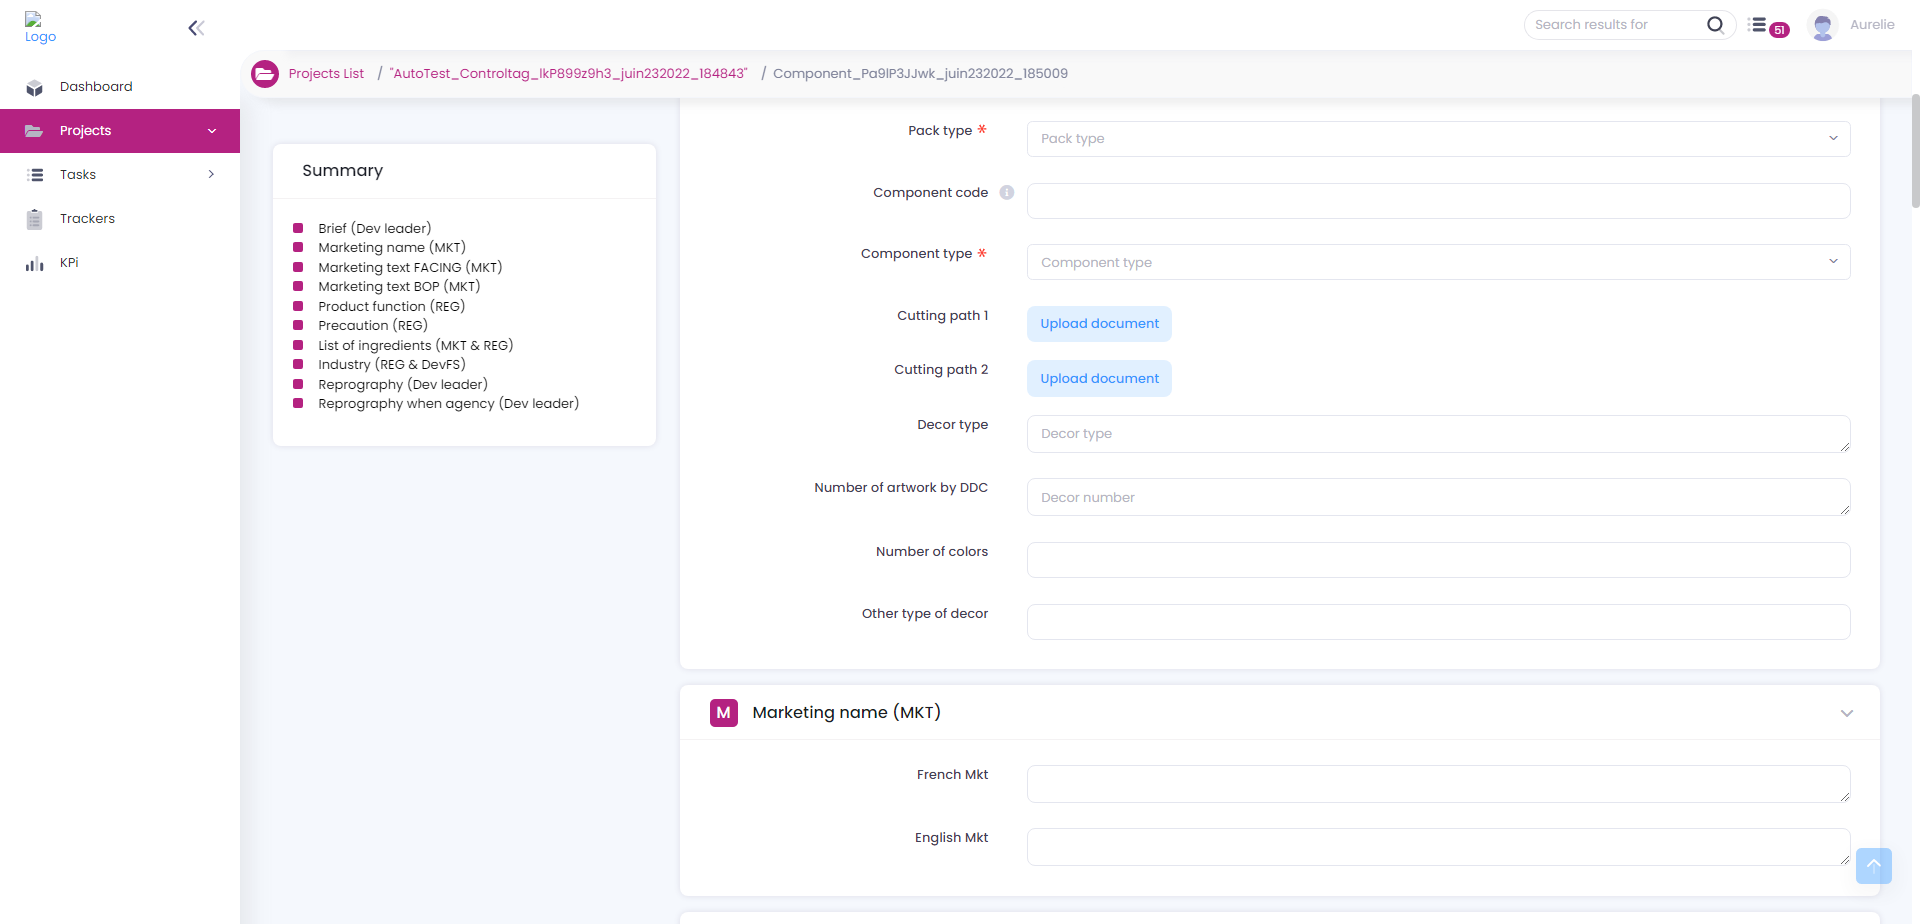 Logo
Search results for
51
Aurelie
Projects List / "AutoTest_Controltag_lkP899z9h3_juin232022_184843" / Component_Pa9lP3JJwk_juin232022_185009
Dashboard
Projects
Tasks
Trackers
KPi
Summary
Brief (Dev leader)
Marketing name (MKT)
Marketing text FACING (MKT)
Marketing text BOP (MKT)
Product function (REG)
Precaution (REG)
List of ingredients (MKT & REG)
Industry (REG & DevFS)
Reprography (Dev leader)
Reprography when agency (Dev leader)
Pack type * Pack type
Component code
Component type * Component type
Cutting path 1 Upload document
Cutting path 2 Upload document
Decor type Decor type
Number of artwork by DDC Decor number
Number of colors
Other type of decor
M Marketing name (MKT)
French Mkt
English Mkt